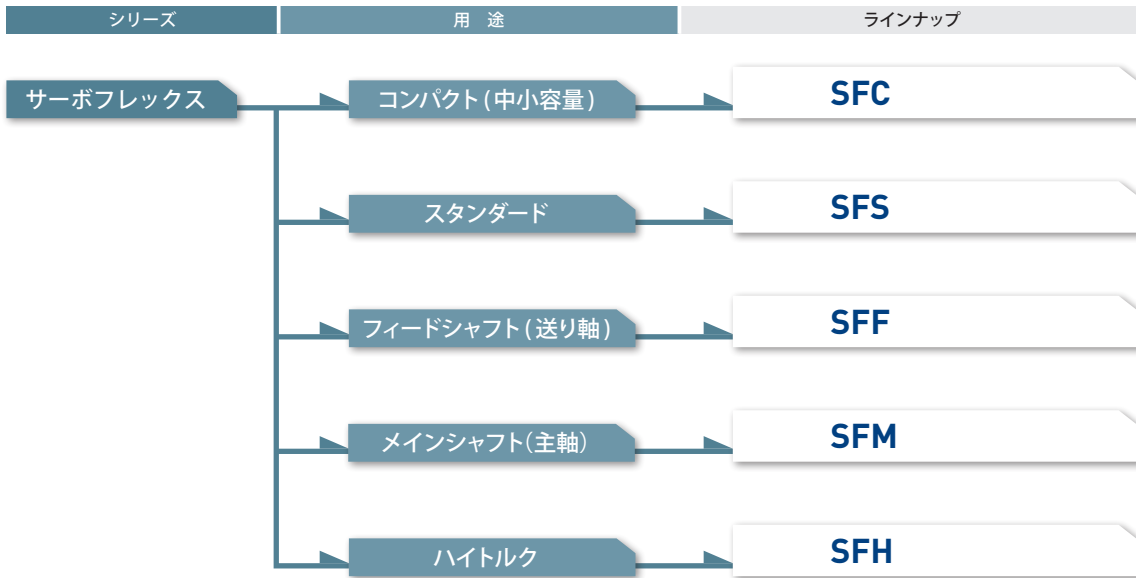 シリーズ 用 途 ラインナップ
サーボフレックス コンパクト(中小容量) SFC
スタンダード SFS
フィードシャフト(送り軸) SFF
メインシャフト(主軸) SFM
ハイトルク SFH